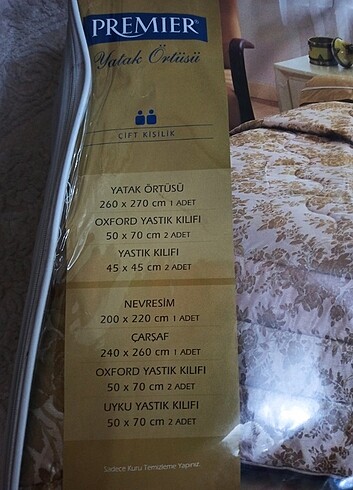 PREMIER
Yatak Örtüsü
ÇİFT KİŞİLİK
YATAK ÖRTÜSÜ
260 x 270 cm 1 ADET
OXFORD YASTIK KILIFI
50 x 70 cm 2 ADET
YASTIK KILIFI
45 x 45 cm 2 ADET
NEVRESİM
200 x 220 cm 1 ADET
ÇARŞAF
240 x 260 cm 1 ADET
OXFORD YASTIK KILIFI
50 x 70 cm 2 ADET
UYKU YASTIK KILIFI
50 x 70 cm 2 ADET
Sadece Kuru Temizleme Yapınız.